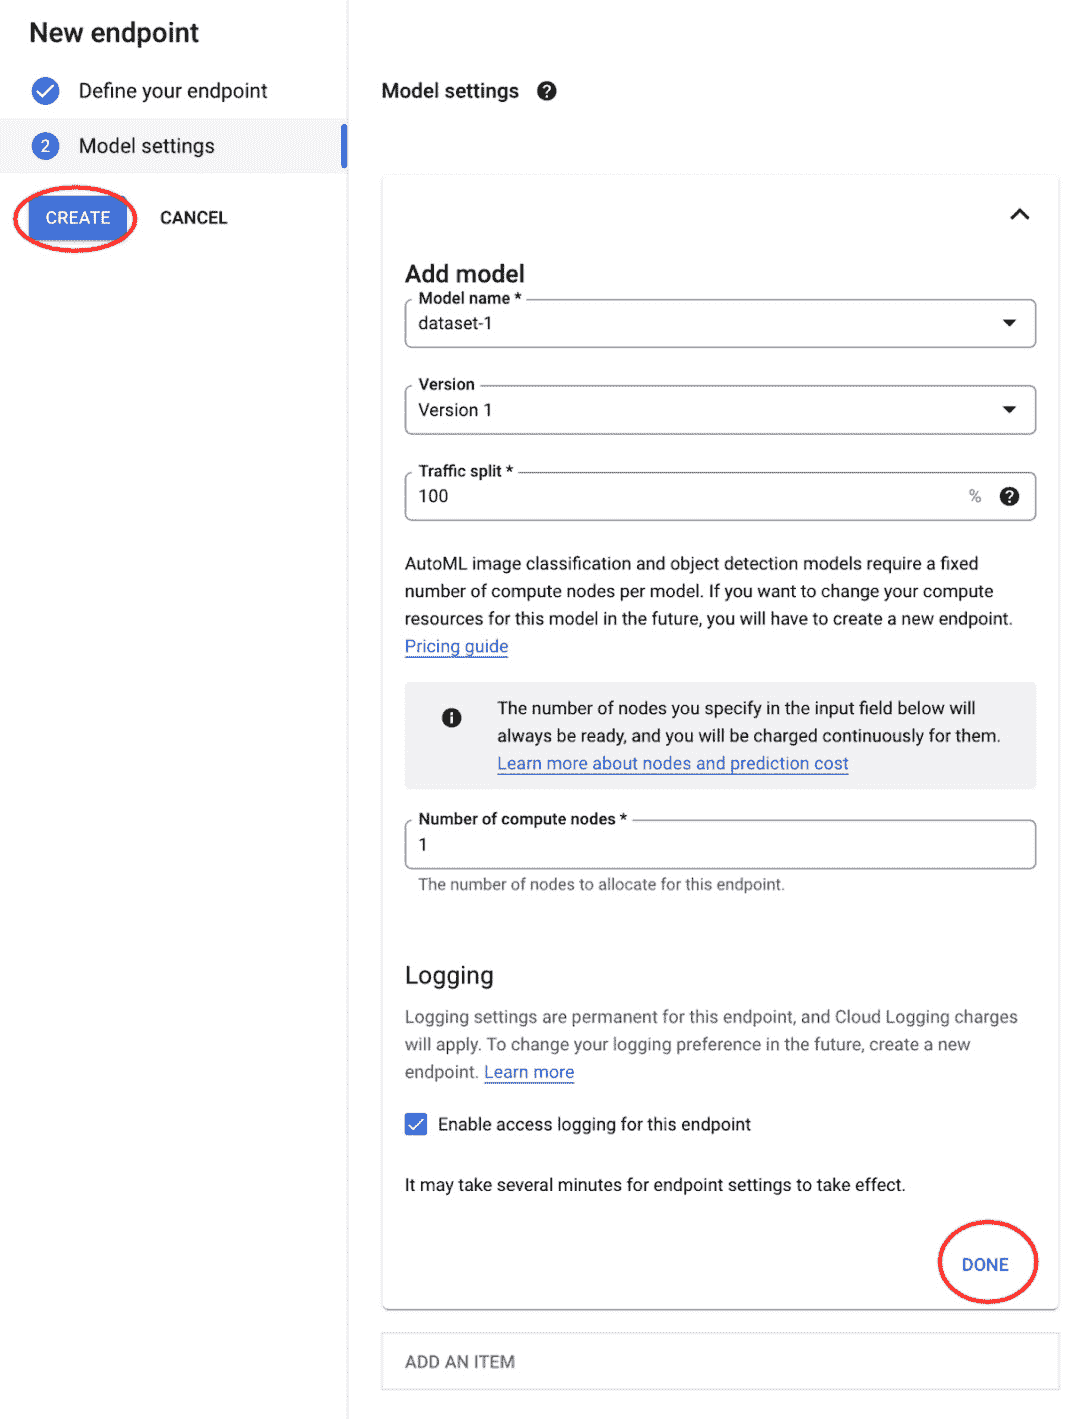 New endpoint
Define your endpoint
2 Model settings
CREATE CANCEL
Model settings ?
Add model
Model name *
dataset-1
Version
Version 1
Traffic split *
100 % ?
AutoML image classification and object detection models require a fixed
number of compute nodes per model. If you want to change your compute
resources for this model in the future, you will have to create a new endpoint.
Pricing guide
The number of nodes you specify in the input field below will
always be ready, and you will be charged continuously for them.
Learn more about nodes and prediction cost
Number of compute nodes *
1
The number of nodes to allocate for this endpoint.
Logging
Logging settings are permanent for this endpoint, and Cloud Logging charges
will apply. To change your logging preference in the future, create a new
endpoint. Learn more
Enable access logging for this endpoint
It may take several minutes for endpoint settings to take effect.
DONE
ADD AN ITEM